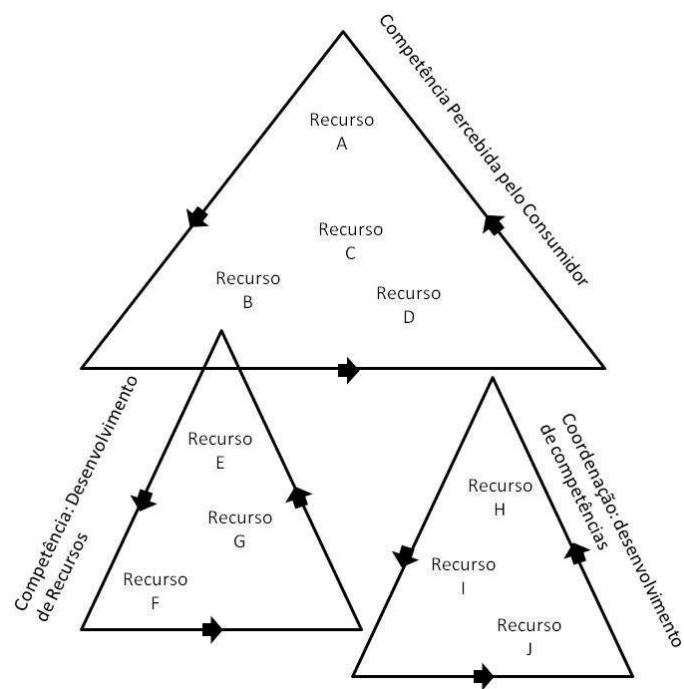 Competência Percebida pelo Consumidor
Recurso
A
Recurso
C
Recurso
B
Recurso
D
Competência: Desenvolvimento
de Recursos
Recurso
E
Recurso
G
Recurso
F
Coordenação: desenvolvimento
de competências
Recurso
H
Recurso
I
Recurso
J